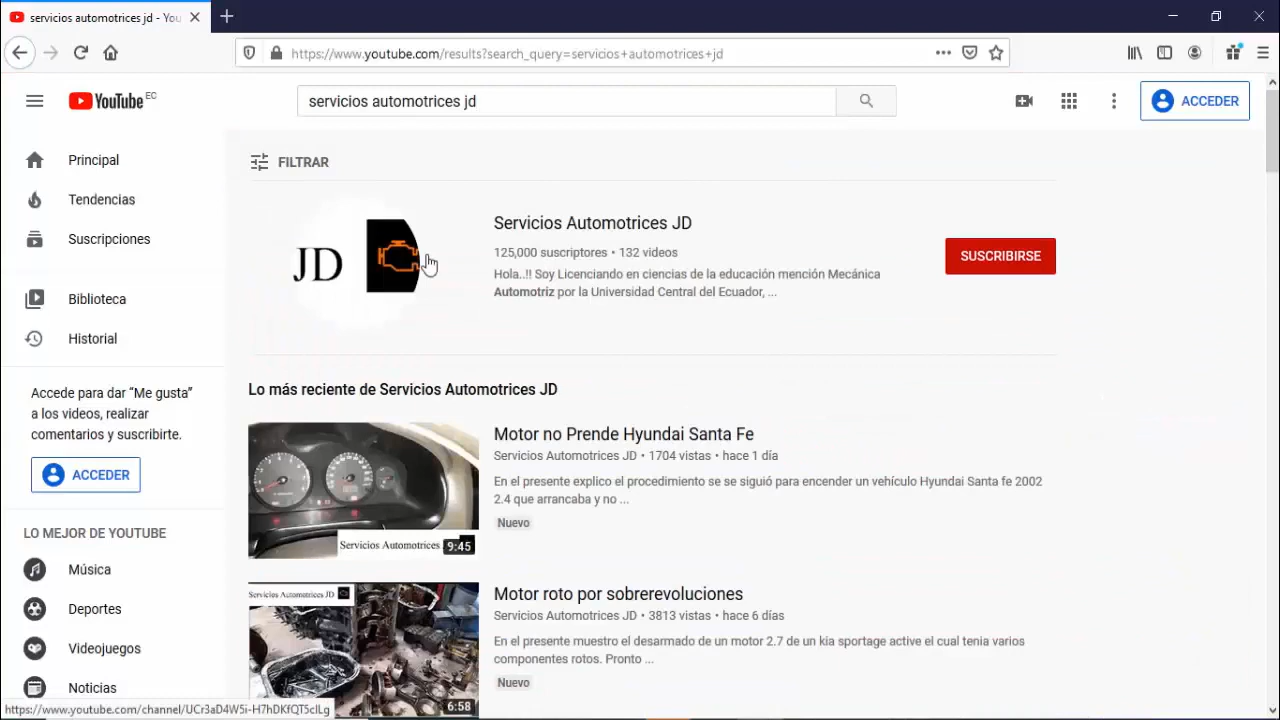 servicios automotrices jd - You
https://www.youtube.com/results?search_query=servicios+automotrices+jd
YouTube EC
servicios automotrices jd
ACCEDER
Principal
Tendencias
Suscripciones
Biblioteca
Historial
Accede para dar “Me gusta”
a los videos, realizar
comentarios y suscribirte.
ACCEDER
LO MEJOR DE YOUTUBE
Música
Deportes
Videojuegos
Noticias
FILTRAR
JD
Servicios Automotrices JD
125,000 suscriptores • 132 videos
Hola..!! Soy Licenciando en ciencias de la educación mención Mecánica
Automotriz por la Universidad Central del Ecuador, ...
SUSCRIBIRSE
Lo más reciente de Servicios Automotrices JD
Servicios Automotrices
9:45
Motor no Prende Hyundai Santa Fe
Servicios Automotrices JD • 1704 vistas • hace 1 día
En el presente explico el procedimiento se se siguió para encender un vehículo Hyundai Santa fe 2002
2.4 que arrancaba y no ...
Nuevo
Servicios Automotrices JD
6:58
Motor roto por sobrerevoluciones
Servicios Automotrices JD • 3813 vistas • hace 6 días
En el presente muestro el desarmado de un motor 2.7 de un kia sportage active el cual tenia varios
componentes rotos. Pronto ...
Nuevo
https://www.youtube.com/channel/UCr3aD4W5i-H7hDKfQT5cILg